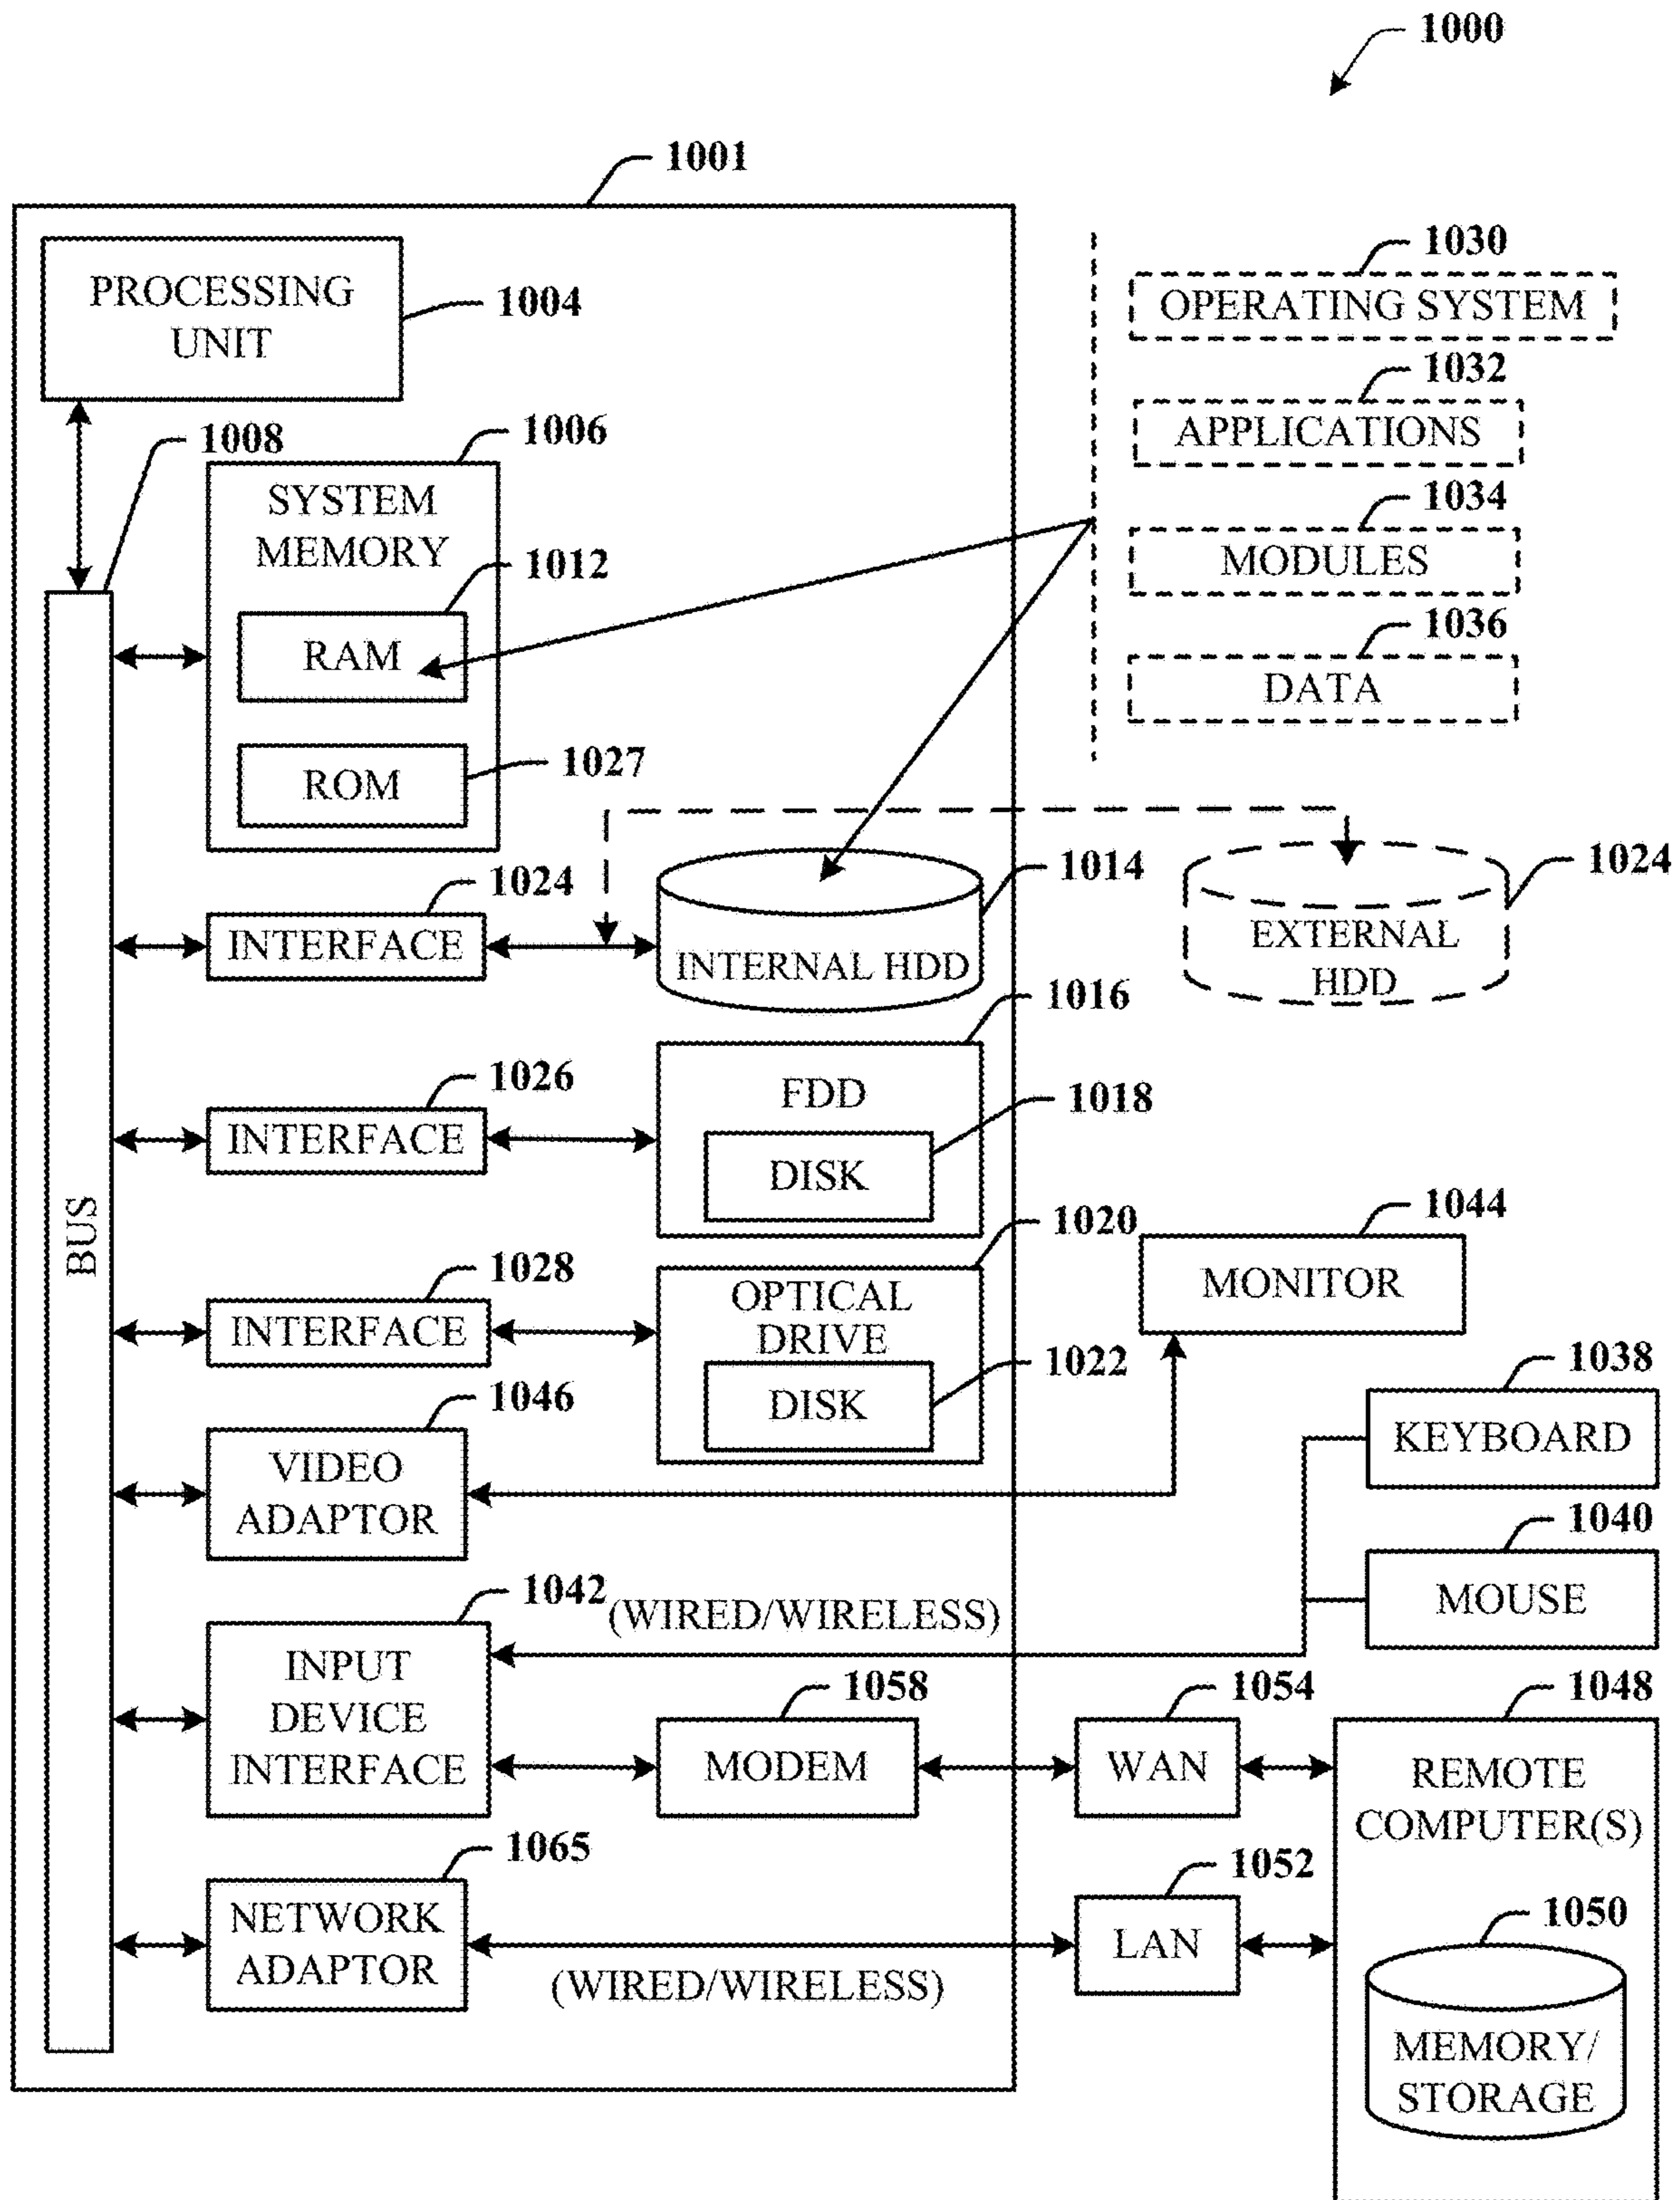 1000
1001
PROCESSING
UNIT
1004
1030
OPERATING SYSTEM
1032
APPLICATIONS
1034
MODULES
1036
DATA
1008
1006
SYSTEM
MEMORY
1012
RAM
1027
ROM
1024
INTERFACE
1014
INTERNAL HDD
1024
EXTERNAL
HDD
1016
FDD
1026
INTERFACE
1018
DISK
BUS
1020
OPTICAL
DRIVE
1028
INTERFACE
1022
DISK
1044
MONITOR
1046
VIDEO
ADAPTOR
1038
KEYBOARD
1040
MOUSE
1042
(WIRED/WIRELESS)
INPUT
DEVICE
INTERFACE
1058
MODEM
1054
WAN
1048
REMOTE
COMPUTER(S)
1065
NETWORK
ADAPTOR
(WIRED/WIRELESS)
1052
LAN
1050
MEMORY/
STORAGE